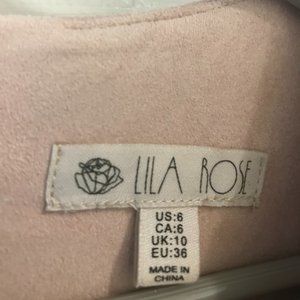 LILA ROSE
US:6
CA:6
UK:10
EU:36
MADE IN
CHINA